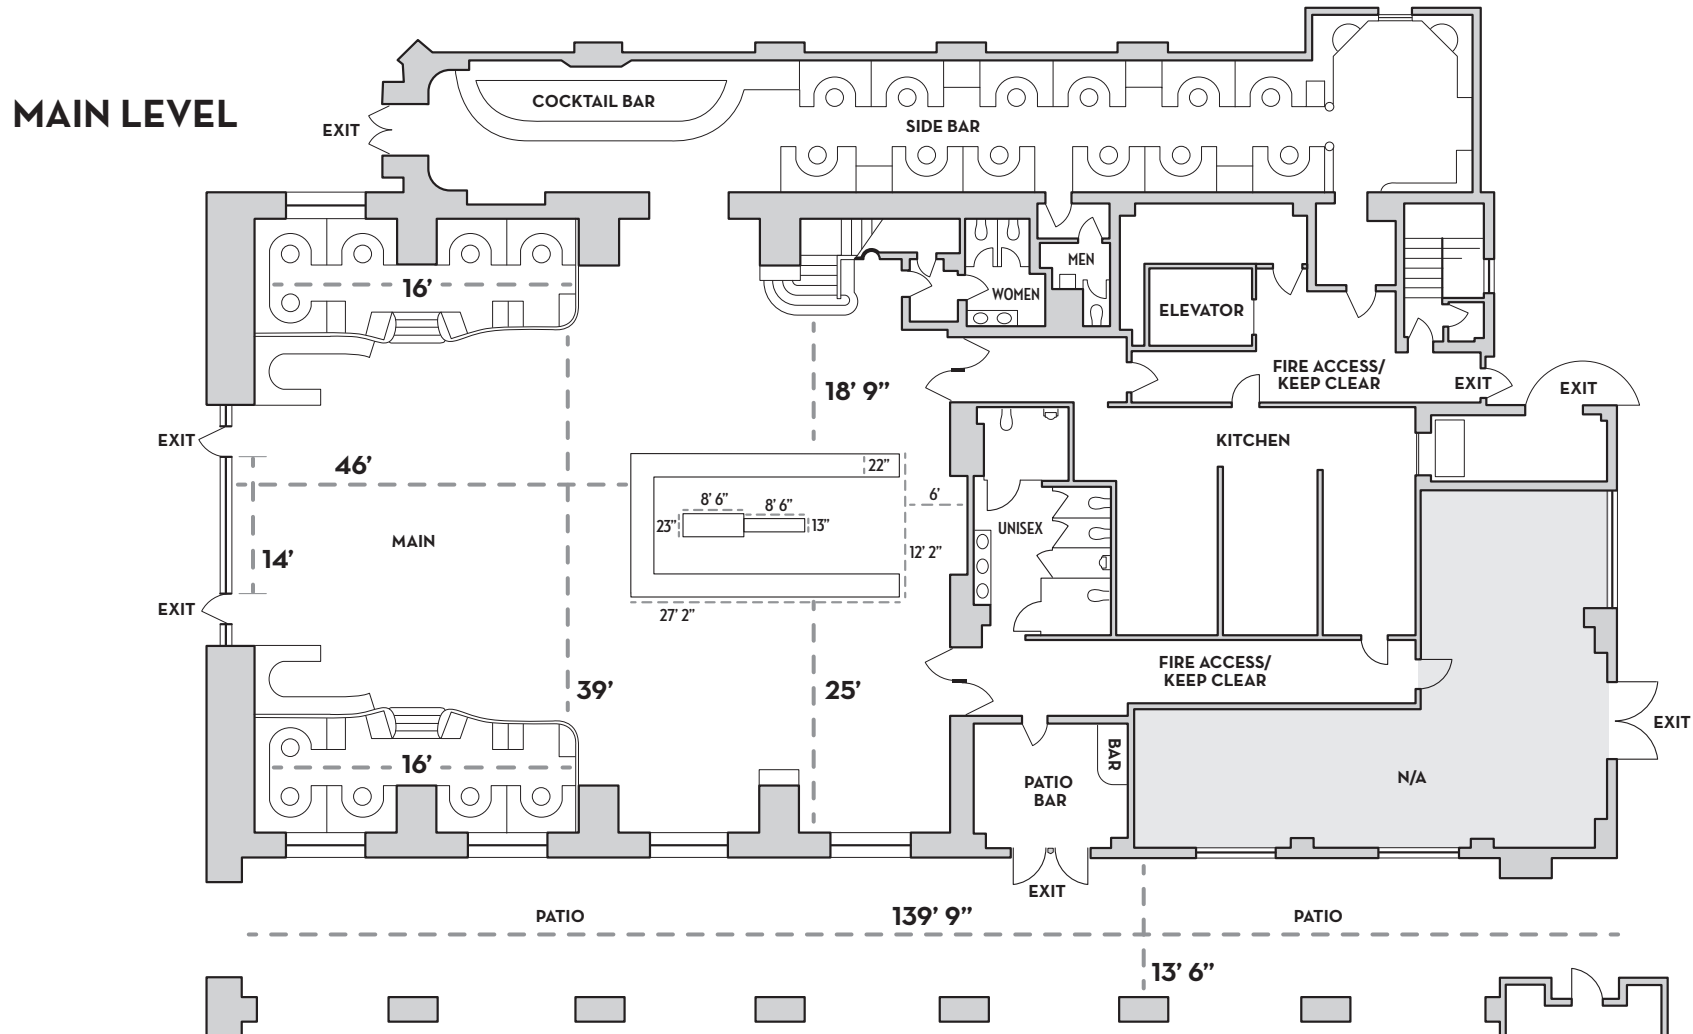 MAIN LEVEL
COCKTAIL BAR
EXIT
SIDE BAR
MEN
16’
WOMEN
ELEVATOR
FIRE ACCESS/
KEEP CLEAR
EXIT
EXIT
18’ 9”
EXIT
KITCHEN
46’
22”
8’ 6”
8’ 6”
6’
23”
13”
UNISEX
MAIN
12’ 2”
14’
EXIT
27’ 2”
FIRE ACCESS/
KEEP CLEAR
39’
25’
EXIT
16’
BAR
PATIO
BAR
N/A
EXIT
PATIO
139’ 9”
PATIO
13’ 6”